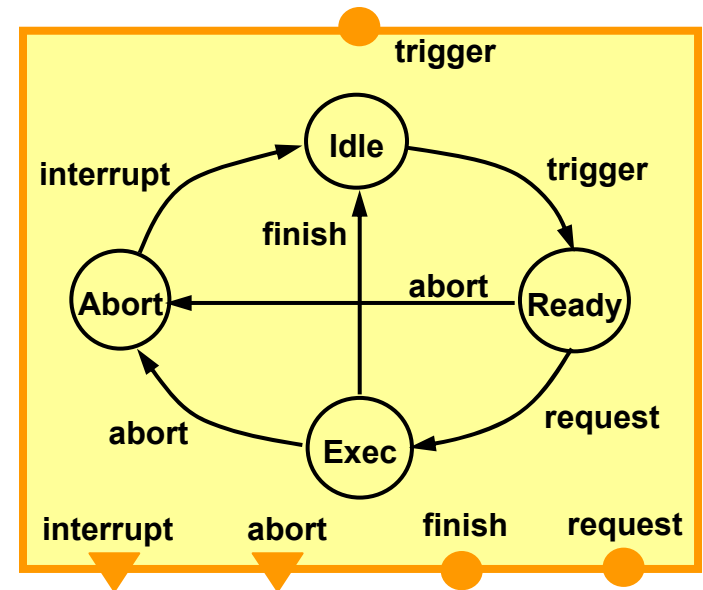 trigger
Idle
interrupt
trigger
finish
abort
Abort
Ready
request
abort
Exec
interrupt
abort
finish
request